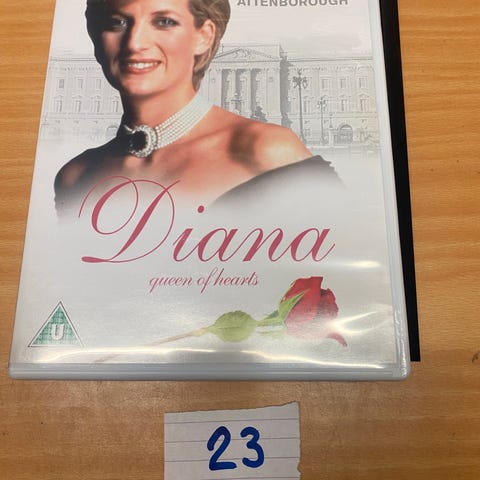 ATTENBOROUGH
Diana
queen of hearts
U
23